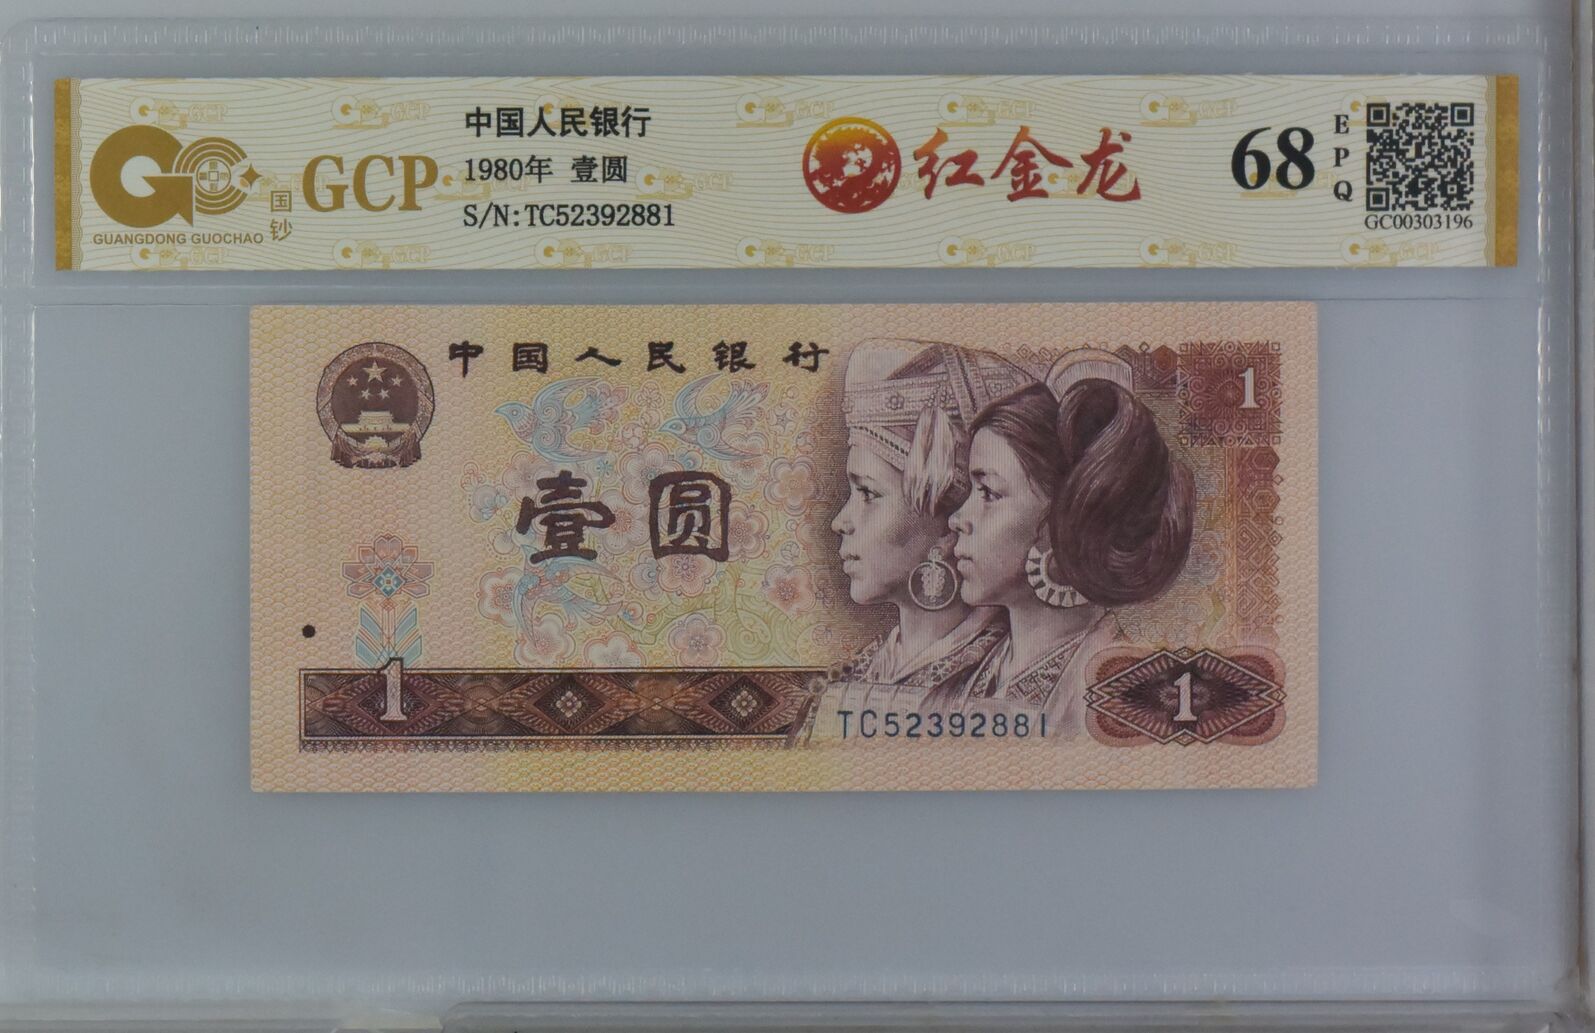 中国人民银行
1980年 壹圆
S/N:TC52392881
GCP
国钞
GUANGDONG GUOCHAO
红金龙
68
EPQ
GC00303196
中国人民银行
1
壹圆
1
TC52392881
1